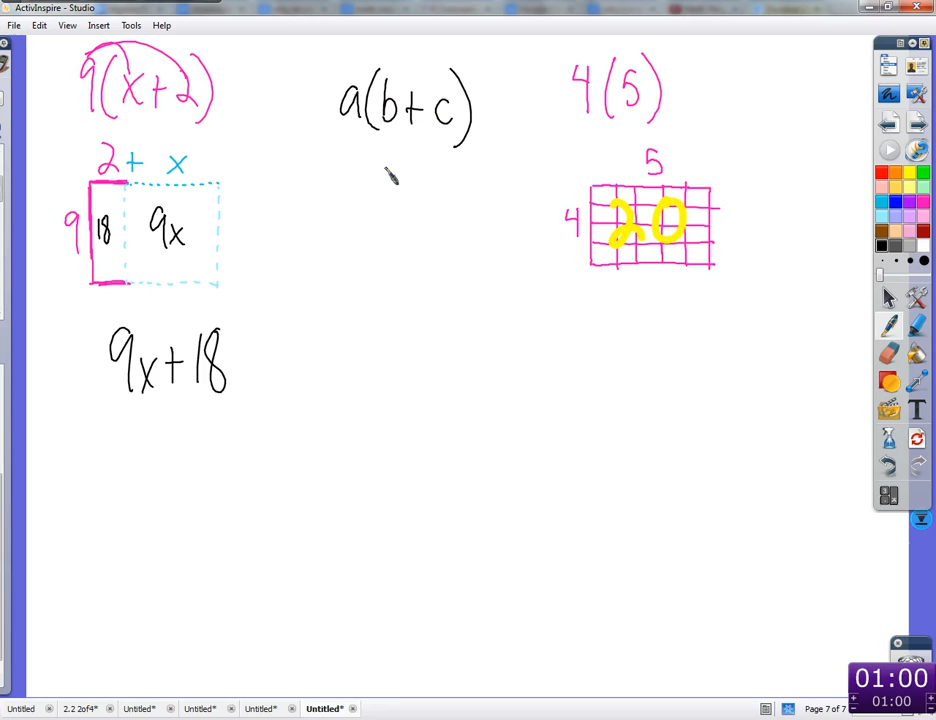 ActivInspire - Studio
File Edit View Insert Tools Help
9(x+2)
a(b+c)
4(5)
2+ x
9 18 9x
5
4 20
9x+18
01:00
01:00
Untitled 2.2 2of4* Untitled* Untitled* Untitled* Untitled* Page 7 of 7